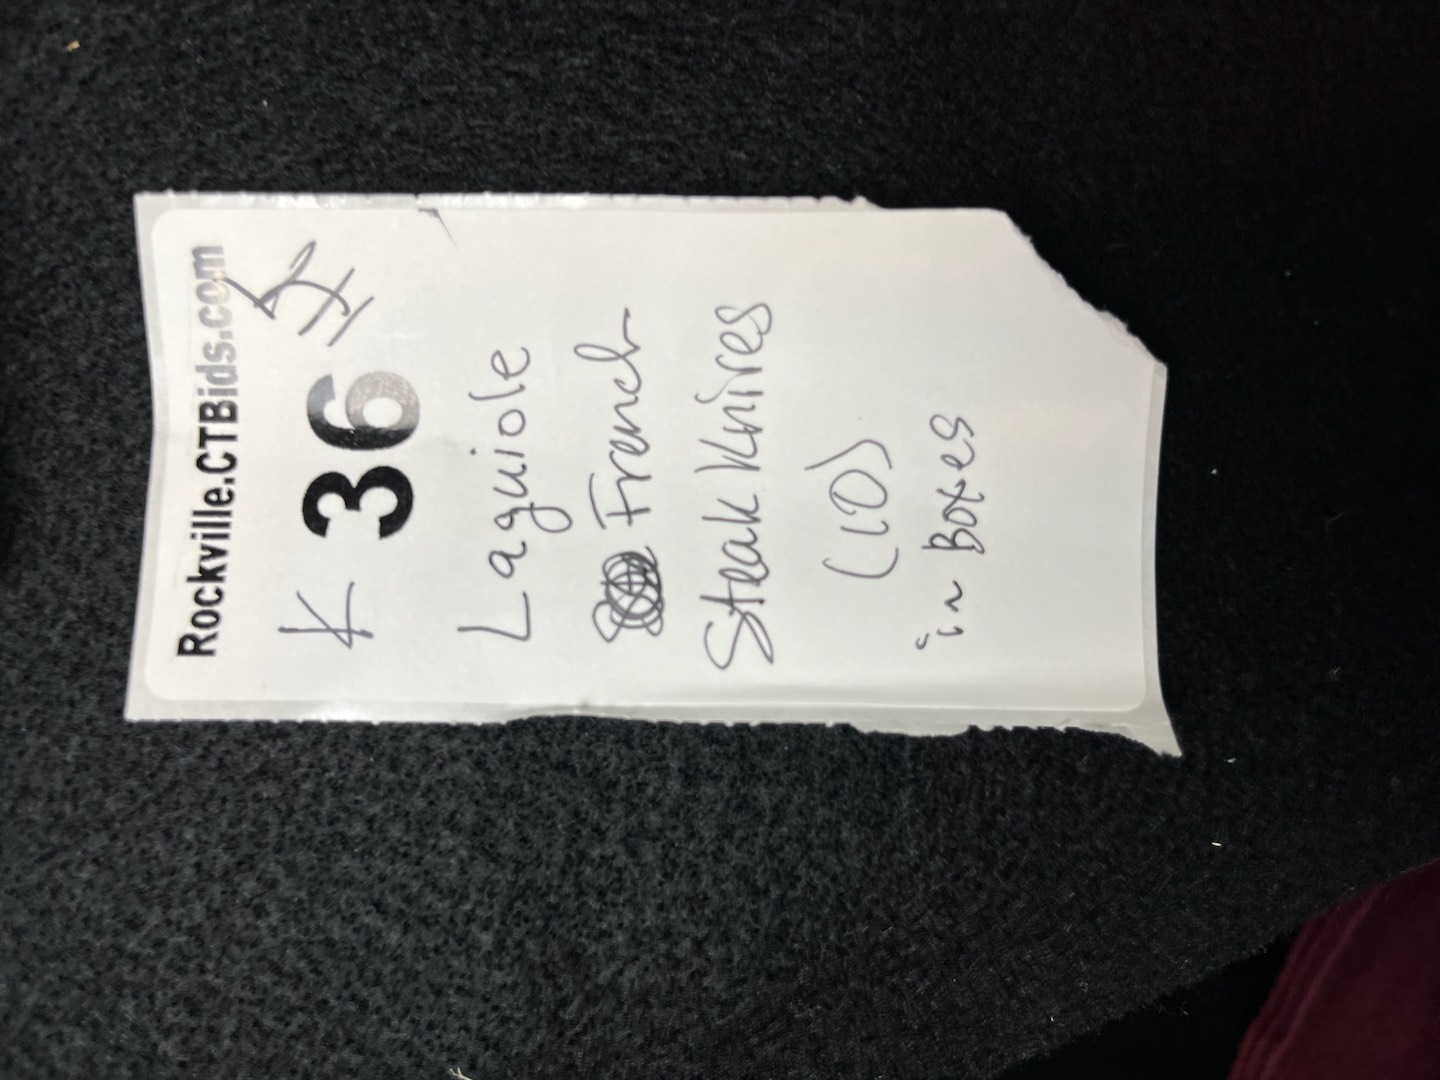 Rockville.CTBids.com
K 36
Laguiole
French
Steak Knives
(10)
in Boxes